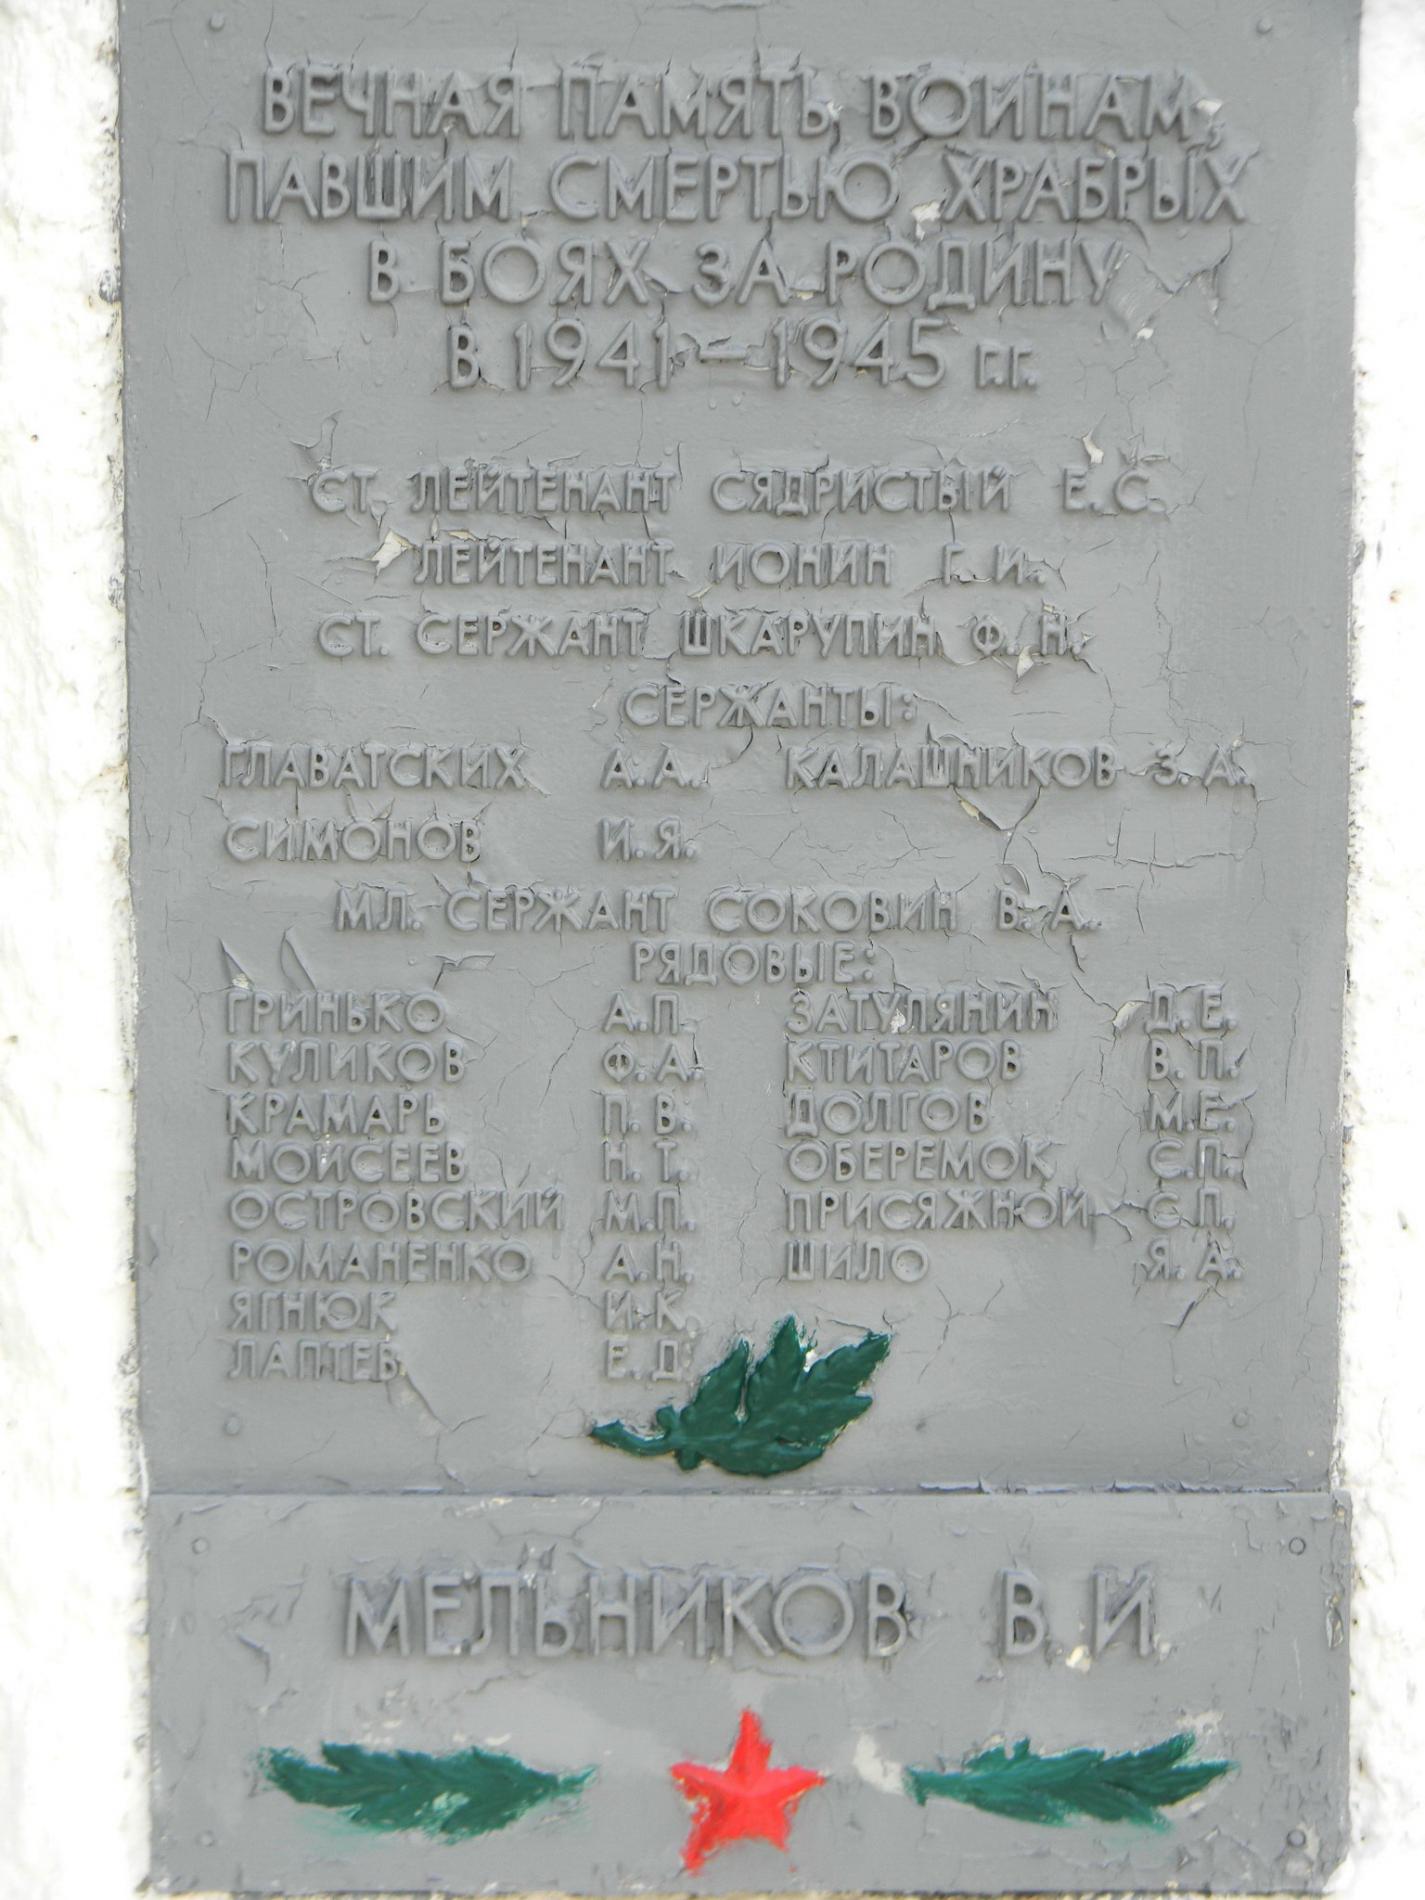 ВЕЧНАЯ ПАМЯТЬ ВОИНАМ,
ПАВШИМ СМЕРТЬЮ ХРАБРЫХ
В БОЯХ ЗА РОДИНУ
В 1941 – 1945 г.г.
СТ. ЛЕЙТЕНАНТ СЯДРИСТЫЙ Е.С.
ЛЕЙТЕНАНТ ИОНИН Г.И.
СТ. СЕРЖАНТ ШКАРУПИН Ф.Н.
СЕРЖАНТЫ:
ГЛАВАТСКИХ А.А. КАЛАШНИКОВ З.А.
СИМОНОВ И.Я.
МЛ. СЕРЖАНТ СОКОВИН В.А.
РЯДОВЫЕ:
ГРИНЬКО А.П. ЗАТУЛЯНИН Д.Е.
КУЛИКОВ Ф.А. КТИТАРОВ В.П.
КРАМАРЬ П.В. ДОЛГОВ М.Е.
МОИСЕЕВ Н.Т. ОБЕРЕМОК С.П.
ОСТРОВСКИЙ М.П. ПРИСЯЖНОЙ С.П.
РОМАНЕНКО А.Н. ШИЛО Я.А.
ЯГНЮК И.К.
ЛАПТЕВ Е.Д.
МЕЛЬНИКОВ В.И